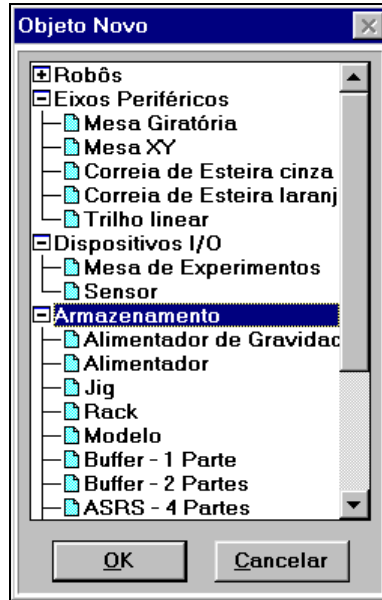 Objeto Novo
Robôs
Eixos Periféricos
Mesa Giratória
Mesa XY
Correia de Esteira cinza
Correia de Esteira laranj
Trilho linear
Dispositivos I/O
Mesa de Experimentos
Sensor
Armazenamento
Alimentador de Gravidac
Alimentador
Jig
Rack
Modelo
Buffer - 1 Parte
Buffer - 2 Partes
ASRS - 4 Partes
OK
Cancelar